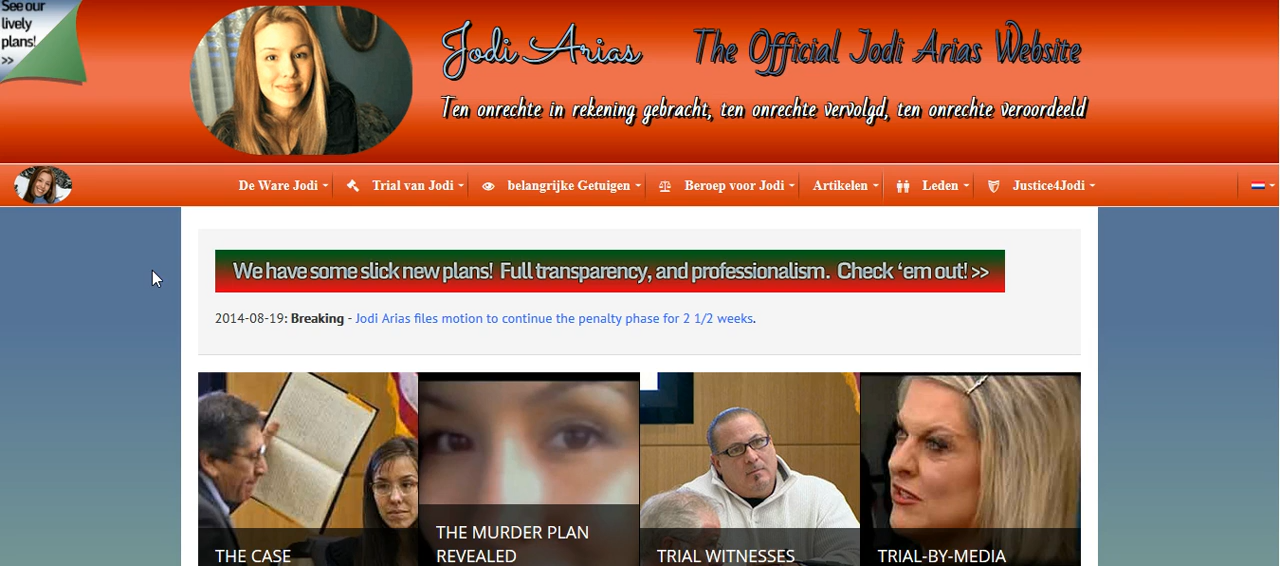 See our
lively
plans!
>>
Jodi Arias
The Official Jodi Arias Website
Ten onrechte in rekening gebracht, ten onrechte vervolgd, ten onrechte veroordeeld
De Ware Jodi
Trial van Jodi
belangrijke Getuigen
Beroep voor Jodi
Artikelen
Leden
Justice4Jodi
We have some slick new plans! Full transparency, and professionalism. Check ‘em out! >>
2014-08-19: Breaking - Jodi Arias files motion to continue the penalty phase for 2 1/2 weeks.
THE CASE
THE MURDER PLAN
REVEALED
TRIAL WITNESSES
TRIAL-BY-MEDIA